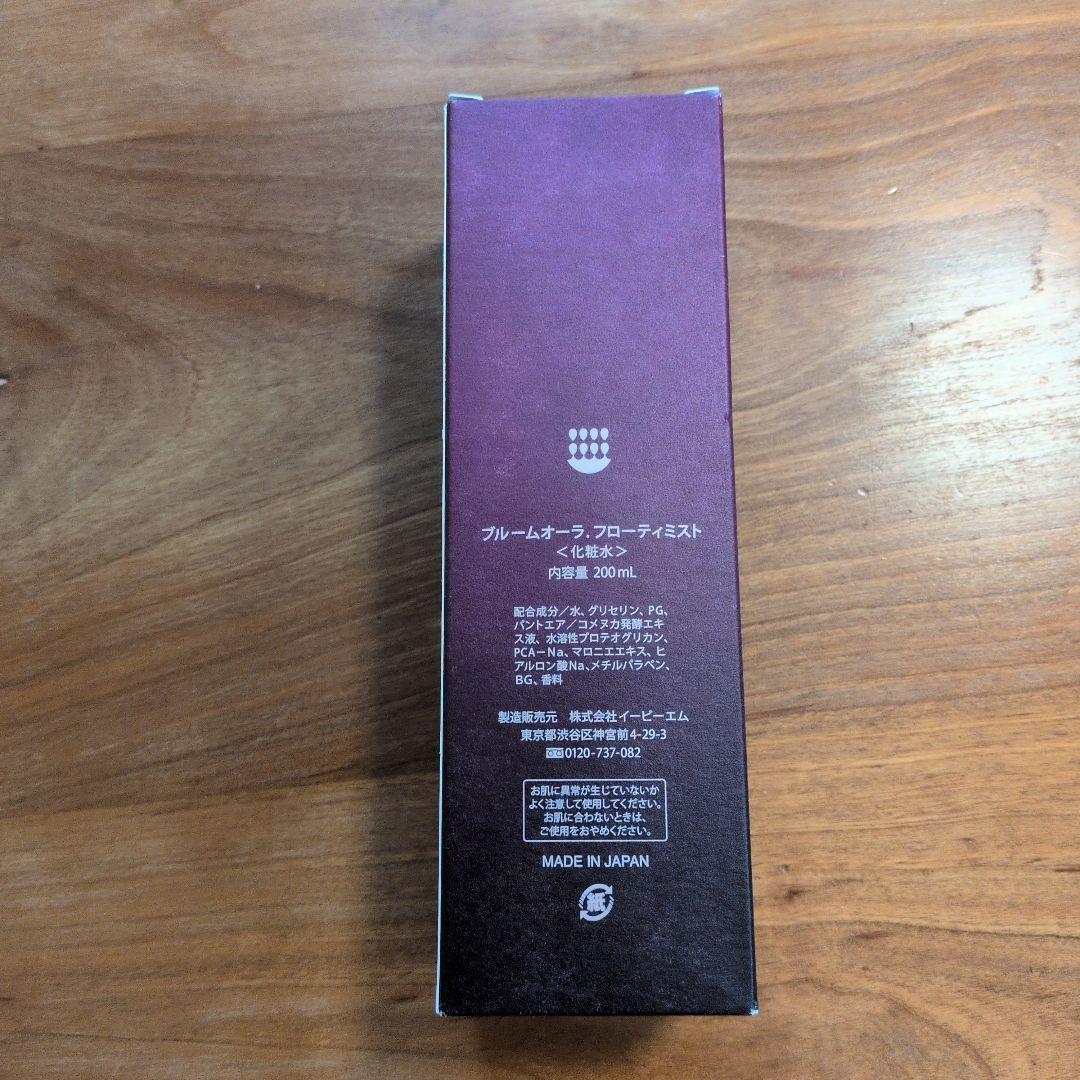 ブルームオーラ.フローティミスト
＜化粧水＞
内容量 200mL
配合成分／水、グリセリン、PG、
パントエア／コメヌカ発酵エキ
ス液、水溶性プロテオグリカン、
PCA－Na、マロニエエキス、ヒ
アルロン酸Na、メチルパラベン、
BG、香料
製造販売元　株式会社イーピーエム
東京都渋谷区神宮前4-29-3
0120-737-082
お肌に異常が生じていないか
よく注意して使用してください。
お肌に合わないときは、
ご使用をおやめください。
MADE IN JAPAN
紙